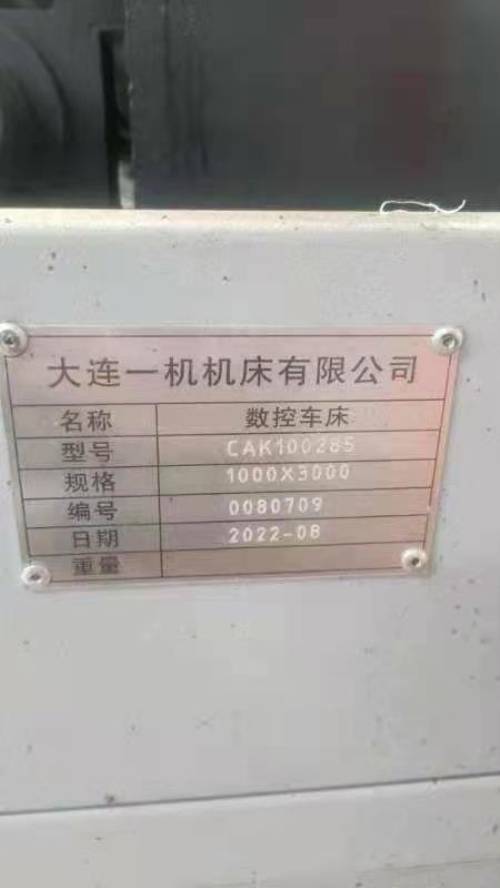 大连一机机床有限公司
名称 数控车床
型号 CAK100285
规格 1000X3000
编号 0080709
日期 2022-08
重量